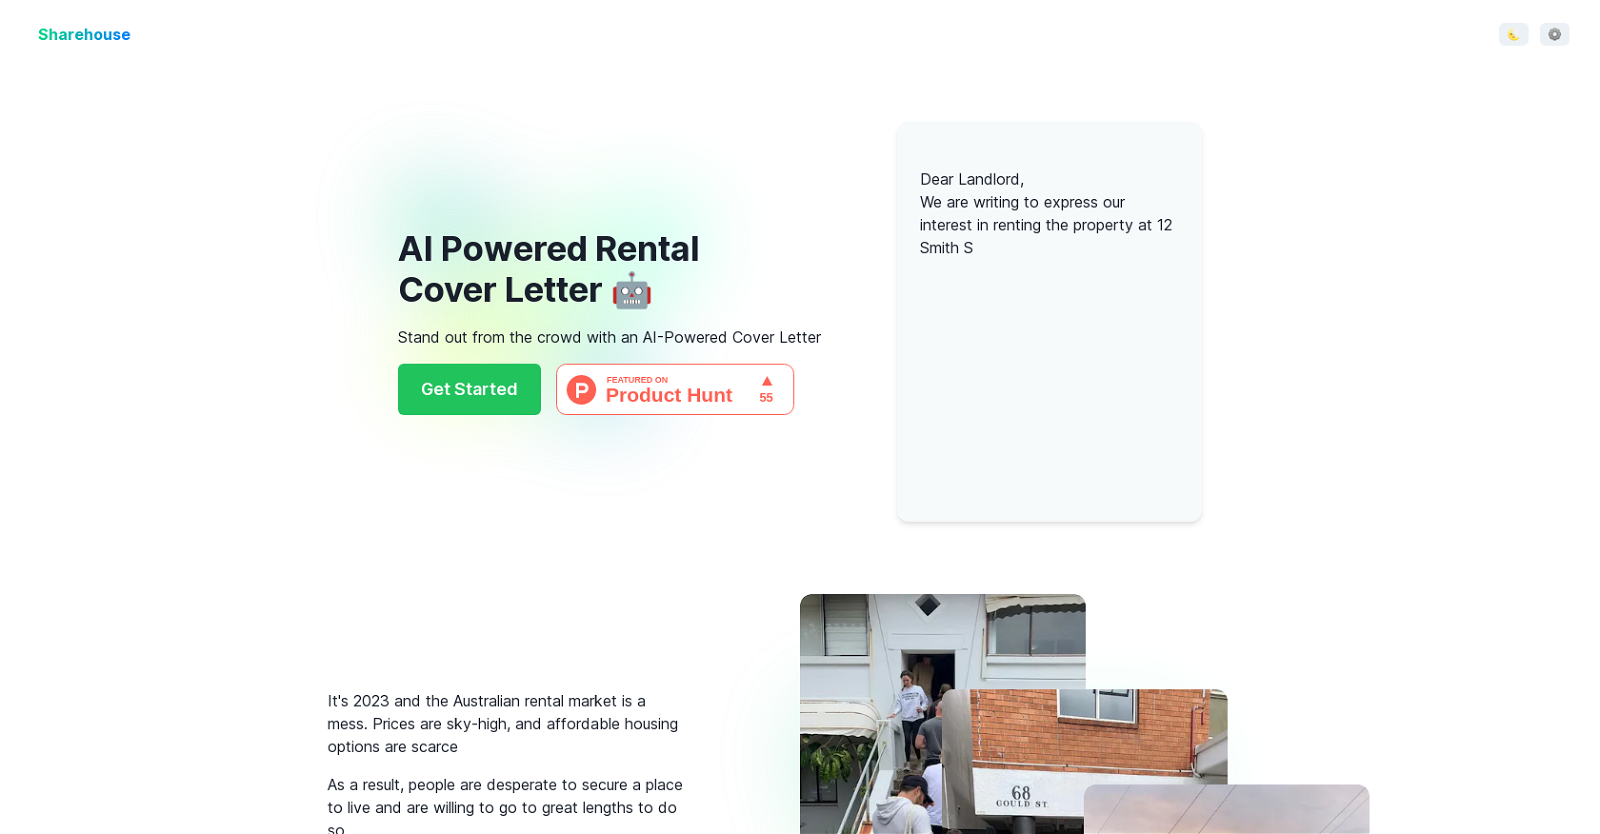 Sharehouse
Dear Landlord,
We are writing to express our
interest in renting the property at 12
Smith S
AI Powered Rental
Cover Letter 🤖
Stand out from the crowd with an AI-Powered Cover Letter
Get Started
FEATURED ON
Product Hunt
55
It's 2023 and the Australian rental market is a
mess. Prices are sky-high, and affordable housing
options are scarce
As a result, people are desperate to secure a place
to live and are willing to go to great lengths to do
so
68
GOULD ST